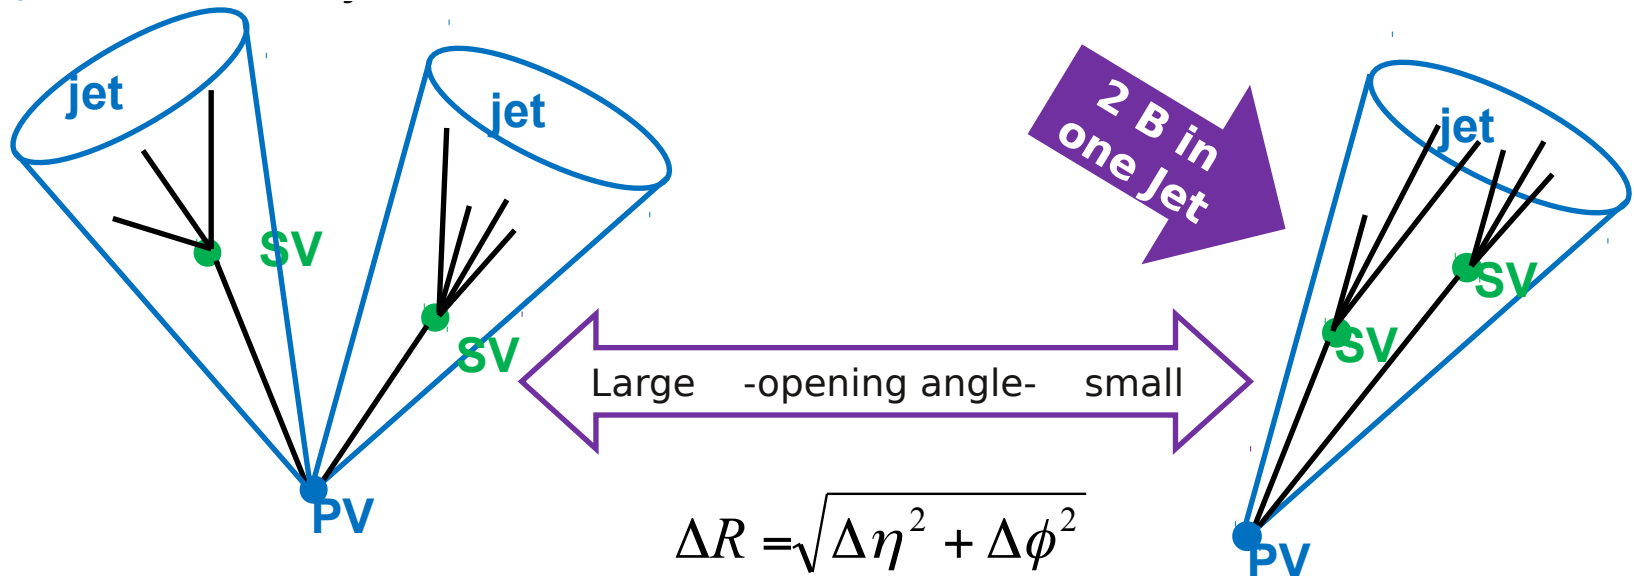 jet
SV
jet
SV
PV
2 B in
one Jet
Large -opening angle- small
ΔR = √(Δη² + Δϕ²)
jet
SV
SV
PV